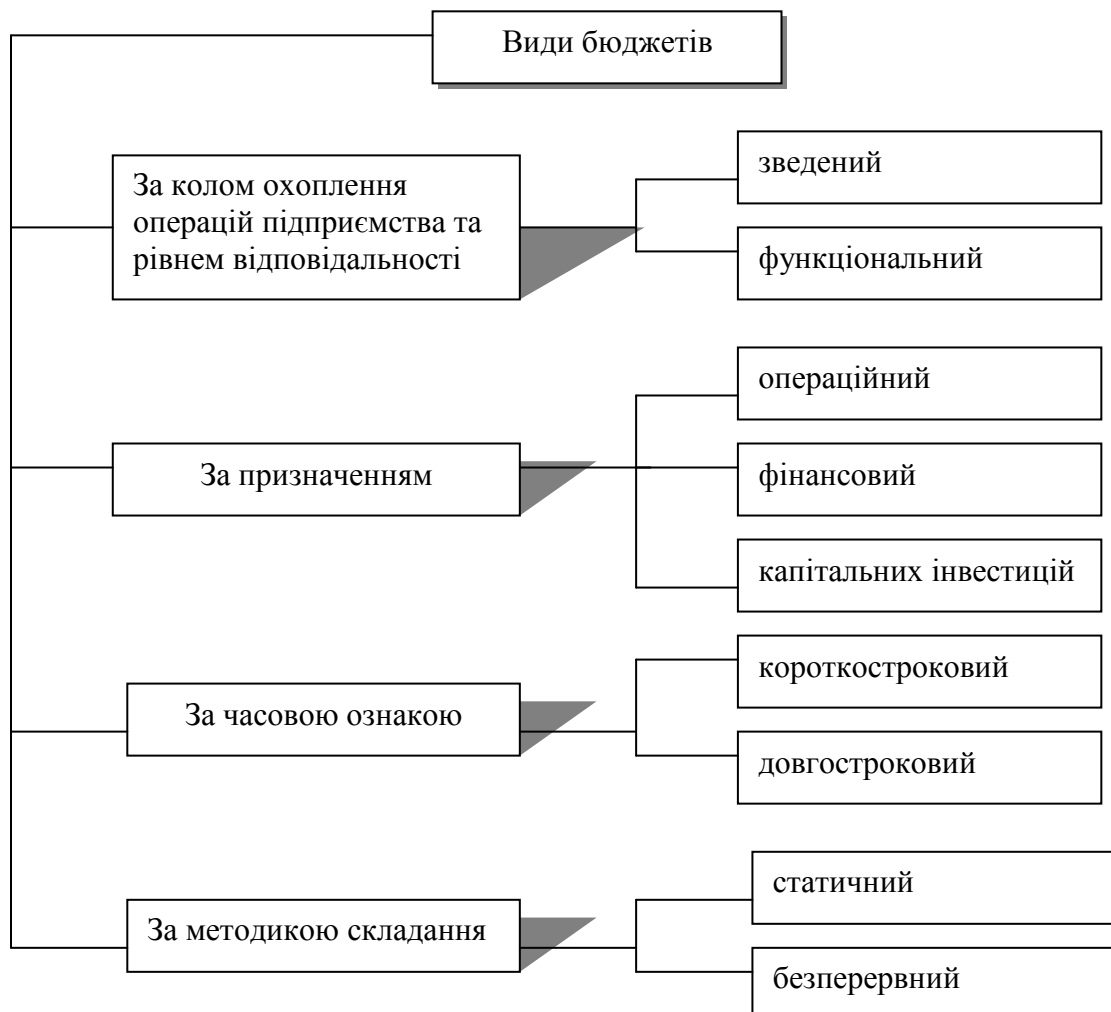 Види бюджетів
За колом охоплення
операцій підприємства та
рівнем відповідальності
зведений
функціональний
За призначенням
операційний
фінансовий
капітальних інвестицій
За часовою ознакою
короткостроковий
довгостроковий
За методикою складання
статичний
безперервний